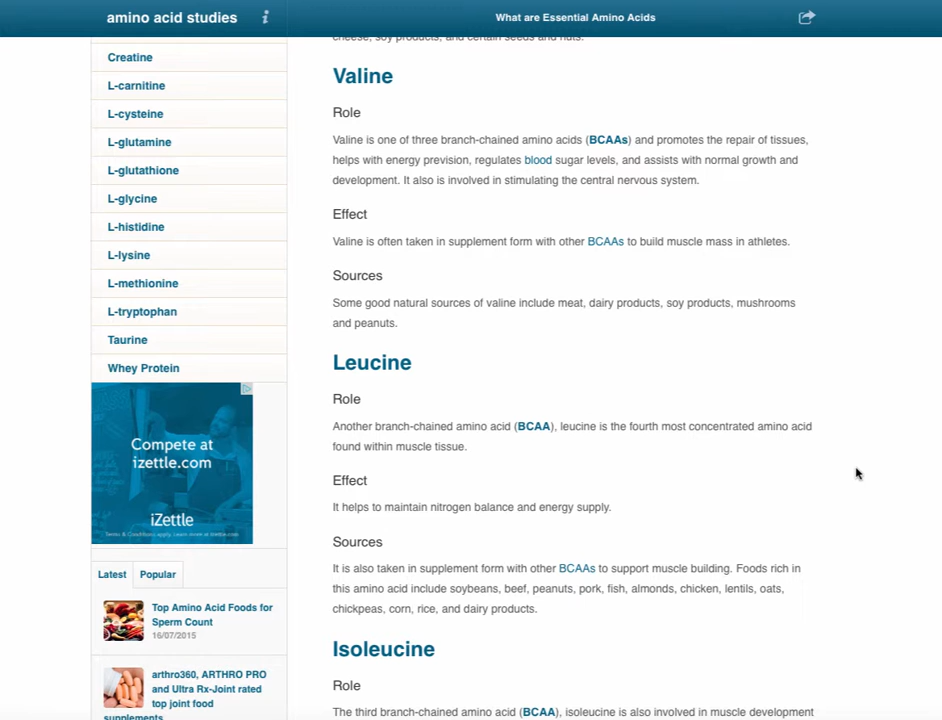 amino acid studies
i
What are Essential Amino Acids
Creatine
L-carnitine
L-cysteine
L-glutamine
L-glutathione
L-glycine
L-histidine
L-lysine
L-methionine
L-tryptophan
Taurine
Whey Protein
Compete at
izettle.com
iZettle
Terms & Conditions apply. Learn more at izettle.com
Latest
Popular
Top Amino Acid Foods for
Sperm Count
16/07/2015
arthro360, ARTHRO PRO
and Ultra Rx-Joint rated
top joint food
supplements
cheese, soy products, and certain seeds and nuts.
Valine
Role
Valine is one of three branch-chained amino acids (BCAAs) and promotes the repair of tissues,
helps with energy prevision, regulates blood sugar levels, and assists with normal growth and
development. It also is involved in stimulating the central nervous system.
Effect
Valine is often taken in supplement form with other BCAAs to build muscle mass in athletes.
Sources
Some good natural sources of valine include meat, dairy products, soy products, mushrooms
and peanuts.
Leucine
Role
Another branch-chained amino acid (BCAA), leucine is the fourth most concentrated amino acid
found within muscle tissue.
Effect
It helps to maintain nitrogen balance and energy supply.
Sources
It is also taken in supplement form with other BCAAs to support muscle building. Foods rich in
this amino acid include soybeans, beef, peanuts, pork, fish, almonds, chicken, lentils, oats,
chickpeas, corn, rice, and dairy products.
Isoleucine
Role
The third branch-chained amino acid (BCAA), isoleucine is also involved in muscle development